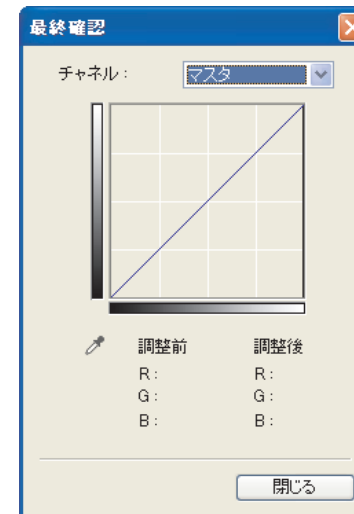 最終確認
チャネル： マスタ
調整前 調整後
R： R：
G： G：
B： B：
閉じる